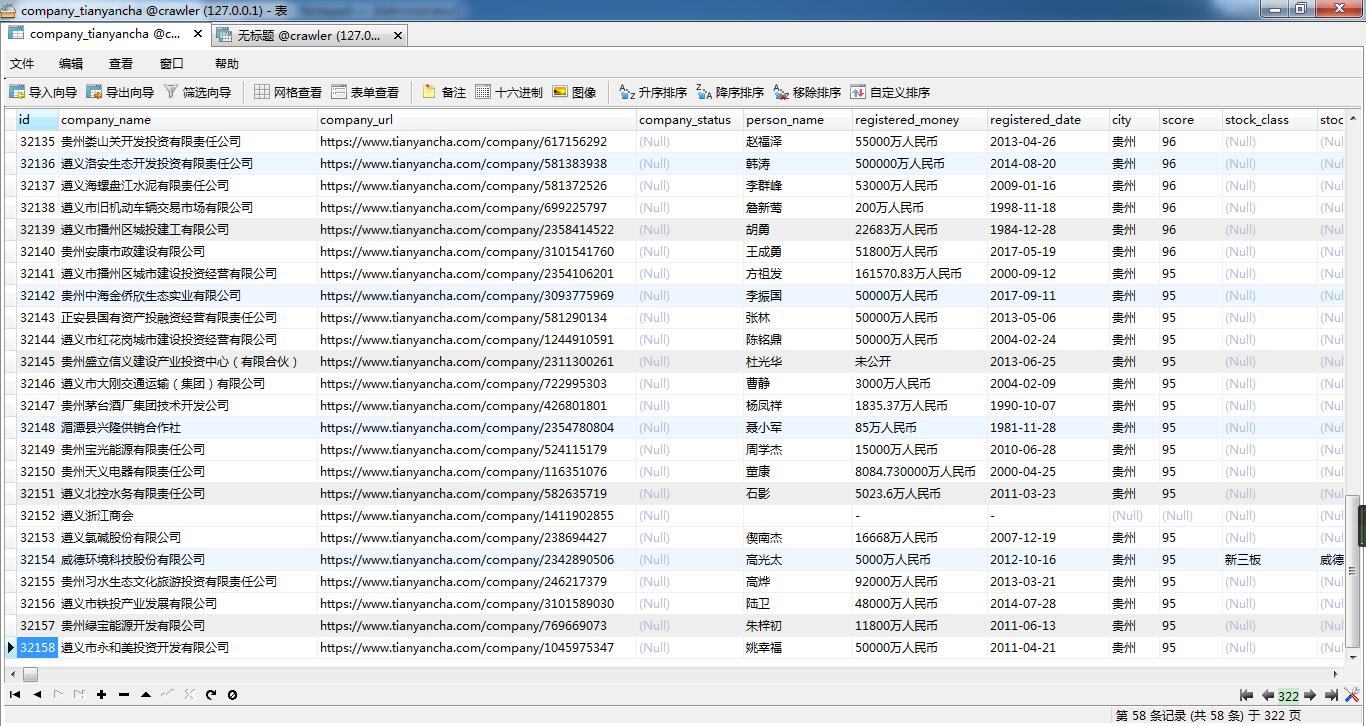 company_tianyancha @crawler (127.0.0.1) - 表
company_tianyancha @c... 无标题 @crawler (127.0...
文件 编辑 查看 窗口 帮助
导入向导 导出向导 筛选向导 网格查看 表单查看 备注 十六进制 图像 升序排序 降序排序 移除排序 自定义排序
id company_name company_url company_status person_name registered_money registered_date city score stock_class stoc
32135 贵州娄山关开发投资有限责任公司 https://www.tianyancha.com/company/617156292 (Null) 赵福泽 55000万人民币 2013-04-26 贵州 96 (Null) (Nul
32136 遵义洛安生态开发投资有限责任公司 https://www.tianyancha.com/company/581383938 (Null) 韩涛 500000万人民币 2014-08-20 贵州 96 (Null) (Nul
32137 遵义海螺盘江水泥有限责任公司 https://www.tianyancha.com/company/581372526 (Null) 李群峰 53000万人民币 2009-01-16 贵州 96 (Null) (Nul
32138 遵义市旧机动车辆交易市场有限公司 https://www.tianyancha.com/company/699225797 (Null) 詹新莺 200万人民币 1998-11-18 贵州 96 (Null) (Nul
32139 遵义市播州区城投建工有限公司 https://www.tianyancha.com/company/2358414522 (Null) 胡勇 22683万人民币 1984-12-28 贵州 96 (Null) (Nul
32140 贵州安康市政建设有限公司 https://www.tianyancha.com/company/3101541760 (Null) 王成勇 51800万人民币 2017-05-19 贵州 96 (Null) (Nul
32141 遵义市播州区城市建设投资经营有限公司 https://www.tianyancha.com/company/2354106201 (Null) 方祖发 161570.83万人民币 2000-09-12 贵州 95 (Null) (Nul
32142 贵州中海金侨欣生态实业有限公司 https://www.tianyancha.com/company/3093775969 (Null) 李振国 50000万人民币 2017-09-11 贵州 95 (Null) (Nul
32143 正安县国有资产投融资经营有限责任公司 https://www.tianyancha.com/company/581290134 (Null) 张林 50000万人民币 2013-05-06 贵州 95 (Null) (Nul
32144 遵义市红花岗城市建设投资经营有限公司 https://www.tianyancha.com/company/1244910591 (Null) 陈铭鼎 50000万人民币 2004-02-24 贵州 95 (Null) (Nul
32145 贵州盛立信义建设产业投资中心（有限合伙） https://www.tianyancha.com/company/2311300261 (Null) 杜光华 未公开 2013-06-25 贵州 95 (Null) (Nul
32146 遵义市大刚交通运输（集团）有限公司 https://www.tianyancha.com/company/722995303 (Null) 曹静 3000万人民币 2004-02-09 贵州 95 (Null) (Nul
32147 贵州茅台酒厂集团技术开发公司 https://www.tianyancha.com/company/426801801 (Null) 杨凤祥 1835.37万人民币 1990-10-07 贵州 95 (Null) (Nul
32148 湄潭县兴隆供销合作社 https://www.tianyancha.com/company/2354780804 (Null) 聂小军 85万人民币 1981-11-28 贵州 95 (Null) (Nul
32149 贵州宝光能源有限责任公司 https://www.tianyancha.com/company/524115179 (Null) 周学杰 15000万人民币 2010-06-28 贵州 95 (Null) (Nul
32150 贵州天义电器有限责任公司 https://www.tianyancha.com/company/116351076 (Null) 董康 8084.730000万人民币 2000-04-25 贵州 95 (Null) (Nul
32151 遵义北控水务有限责任公司 https://www.tianyancha.com/company/582635719 (Null) 石影 5023.6万人民币 2011-03-23 贵州 95 (Null) (Nul
32152 遵义浙江商会 https://www.tianyancha.com/company/1411902855 (Null) - - (Null) (Null) (Null) (Nul
32153 遵义氯碱股份有限公司 https://www.tianyancha.com/company/238694427 (Null) 偰南杰 16668万人民币 2007-12-19 贵州 95 (Null) (Nul
32154 威德环境科技股份有限公司 https://www.tianyancha.com/company/2342890506 (Null) 高光太 5000万人民币 2012-10-16 贵州 95 新三板 威德
32155 贵州习水生态文化旅游投资有限责任公司 https://www.tianyancha.com/company/246217379 (Null) 高烨 92000万人民币 2013-03-21 贵州 95 (Null) (Nul
32156 遵义市铁投产业发展有限公司 https://www.tianyancha.com/company/3101589030 (Null) 陆卫 48000万人民币 2014-07-28 贵州 95 (Null) (Nul
32157 贵州绿宝能源开发有限公司 https://www.tianyancha.com/company/769669073 (Null) 朱梓初 11800万人民币 2011-06-13 贵州 95 (Null) (Nul
32158 遵义市永和美投资开发有限公司 https://www.tianyancha.com/company/1045975347 (Null) 姚幸福 50000万人民币 2011-04-21 贵州 95 (Null) (Nul
322
第 58 条记录 (共 58 条) 于 322 页